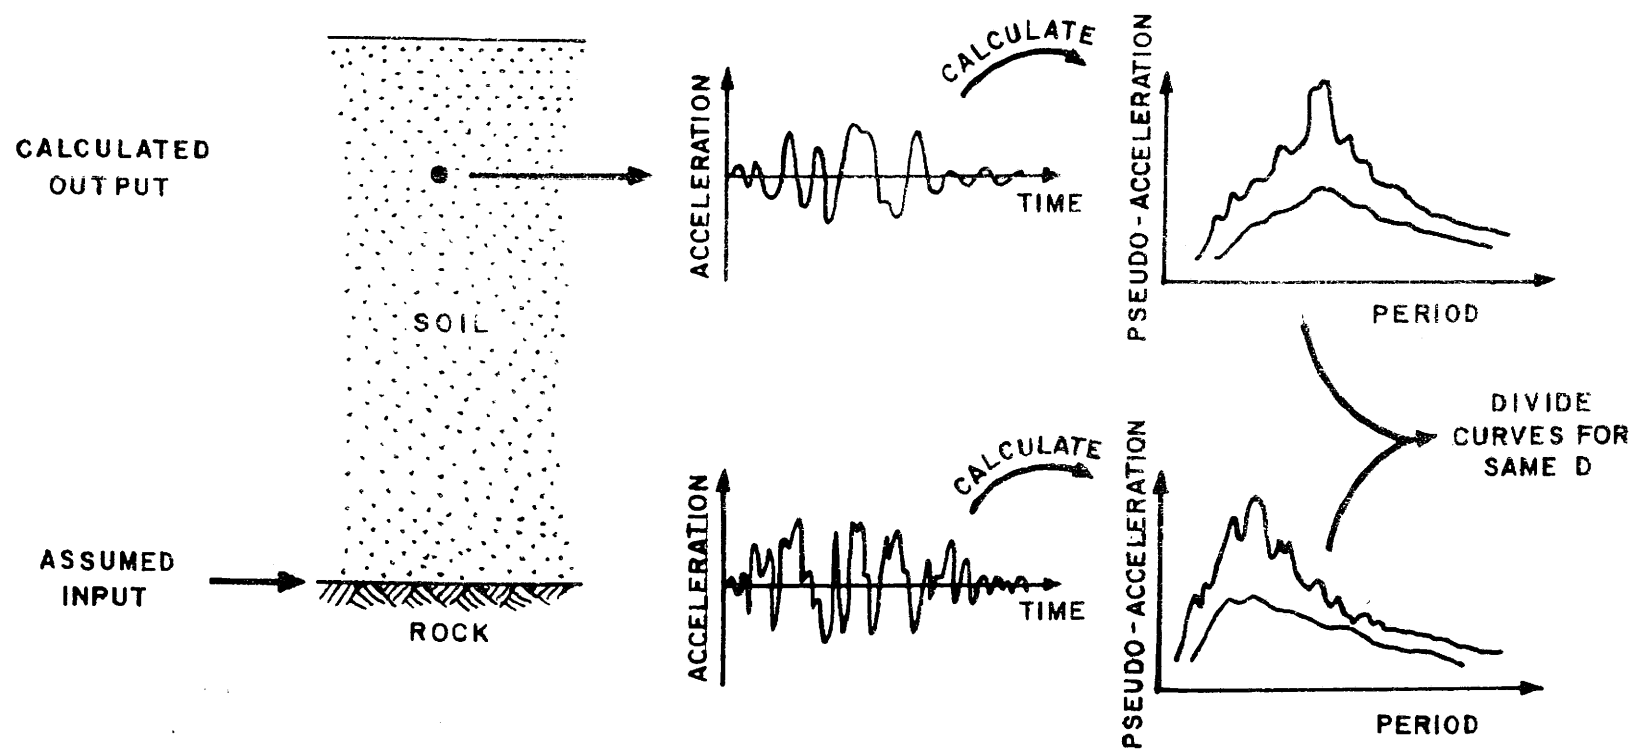 CALCULATED
OUTPUT
SOIL
ASSUMED
INPUT
ROCK
ACCELERATION
TIME
CALCULATE
PSEUDO-ACCELERATION
PERIOD
ACCELERATION
TIME
CALCULATE
PSEUDO-ACCELERATION
PERIOD
DIVIDE
CURVES FOR
SAME D